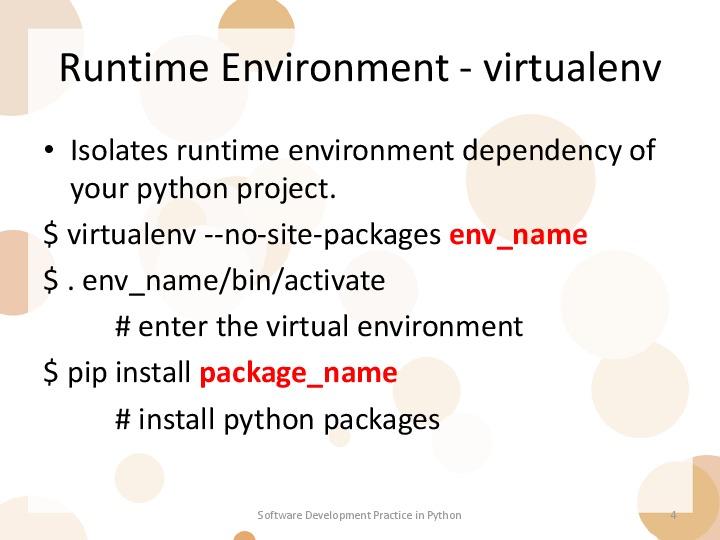 Runtime Environment - virtualenv
• Isolates runtime environment dependency of
your python project.
$ virtualenv --no-site-packages env_name
$ . env_name/bin/activate
# enter the virtual environment
$ pip install package_name
# install python packages
Software Development Practice in Python
4